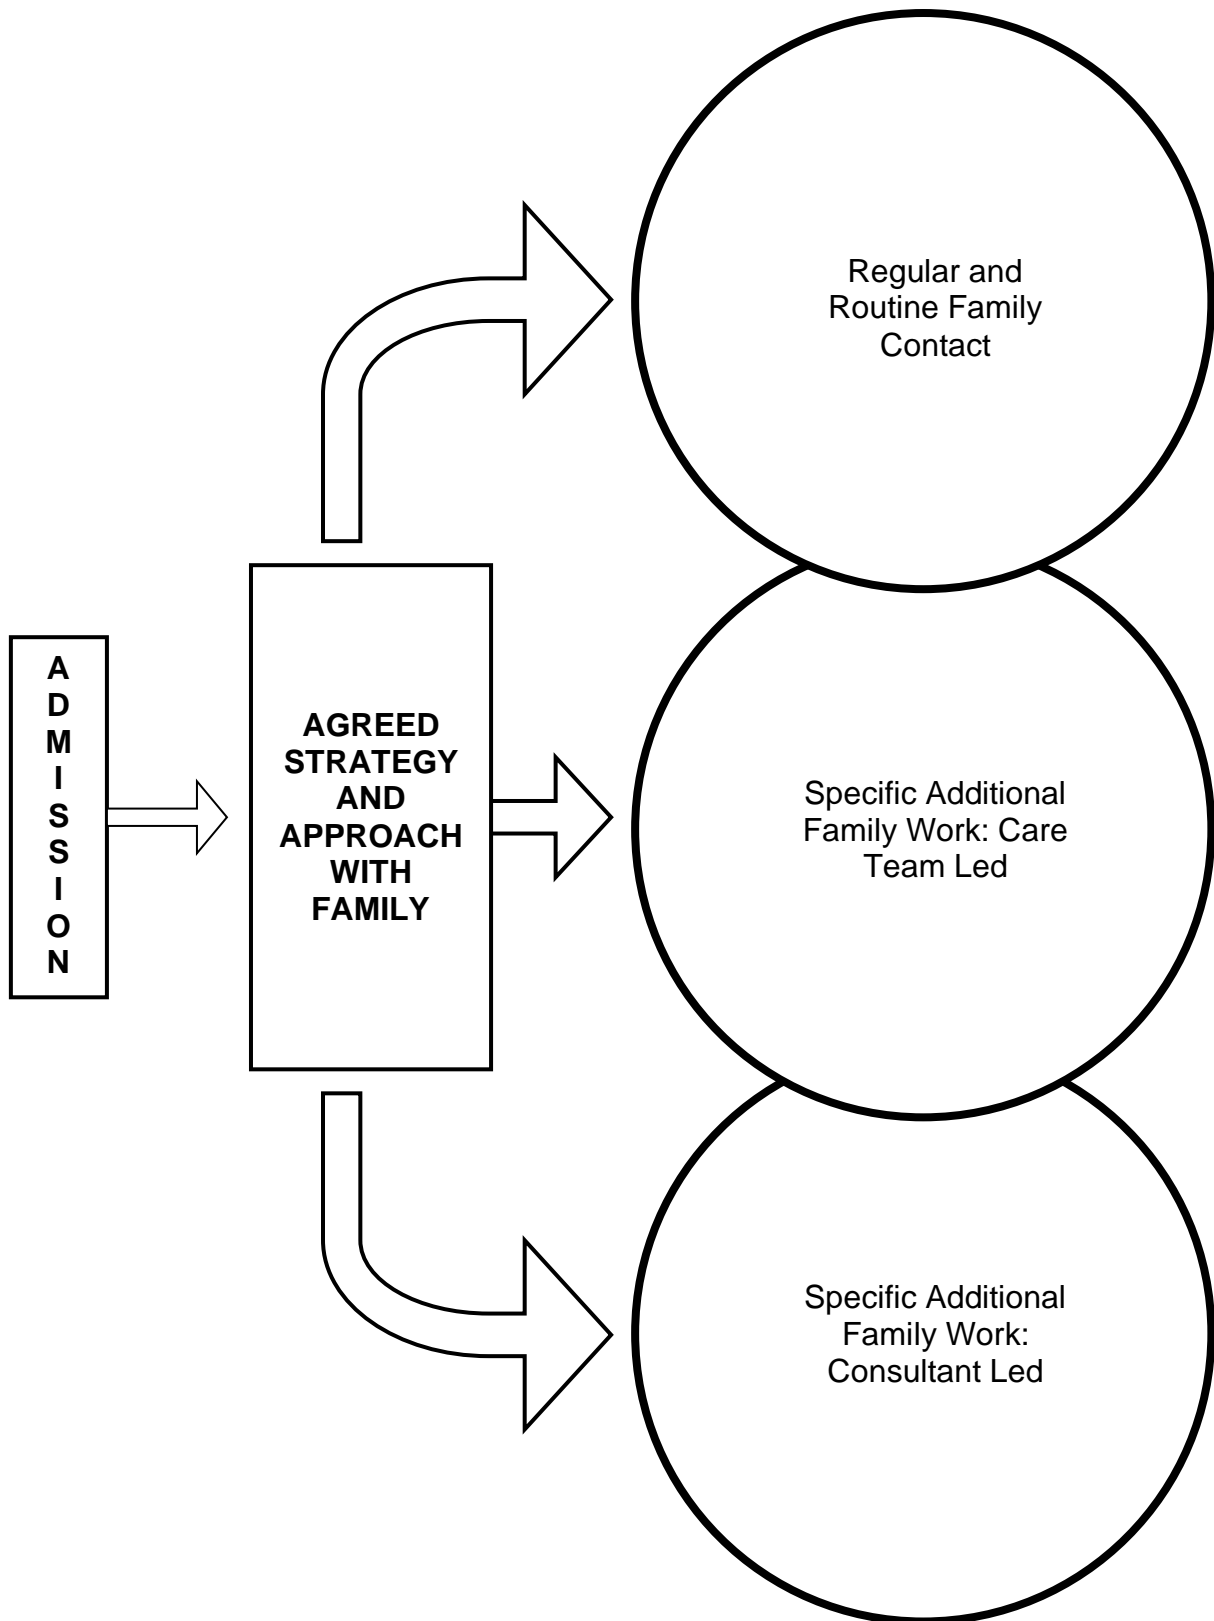 ADMISSION
AGREED
STRATEGY
AND
APPROACH
WITH
FAMILY
Regular and
Routine Family
Contact
Specific Additional
Family Work: Care
Team Led
Specific Additional
Family Work:
Consultant Led